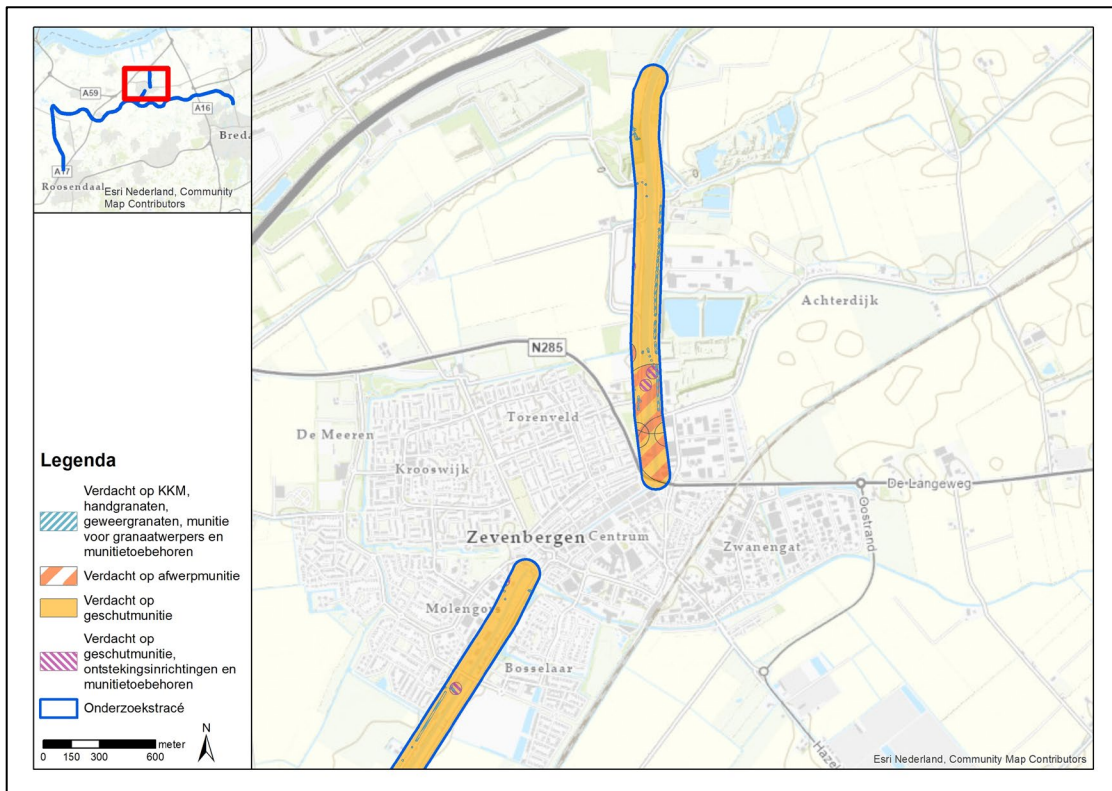 A59
A16
Breda
A17
Roosendaal
Esri Nederland, Community
Map Contributors
Legenda
Verdacht op KKM,
handgranaten,
geweergranaten, munitie
voor granaatwerpers en
munitietoebehoren
Verdacht op afwerpmunitie
Verdacht op
geschutmunitie
Verdacht op
geschutmunitie,
ontstekingsinrichtingen en
munitietoebehoren
Onderzoekstracé
N
meter
0 150 300 600
Achterdijk
N285
Torenveld
De Meeren
Krooswijk
De Langeweg
Oostrand
Zevenbergen Centrum
Zwanengat
Molengors
Bosselaar
Esri Nederland, Community Map Contributors